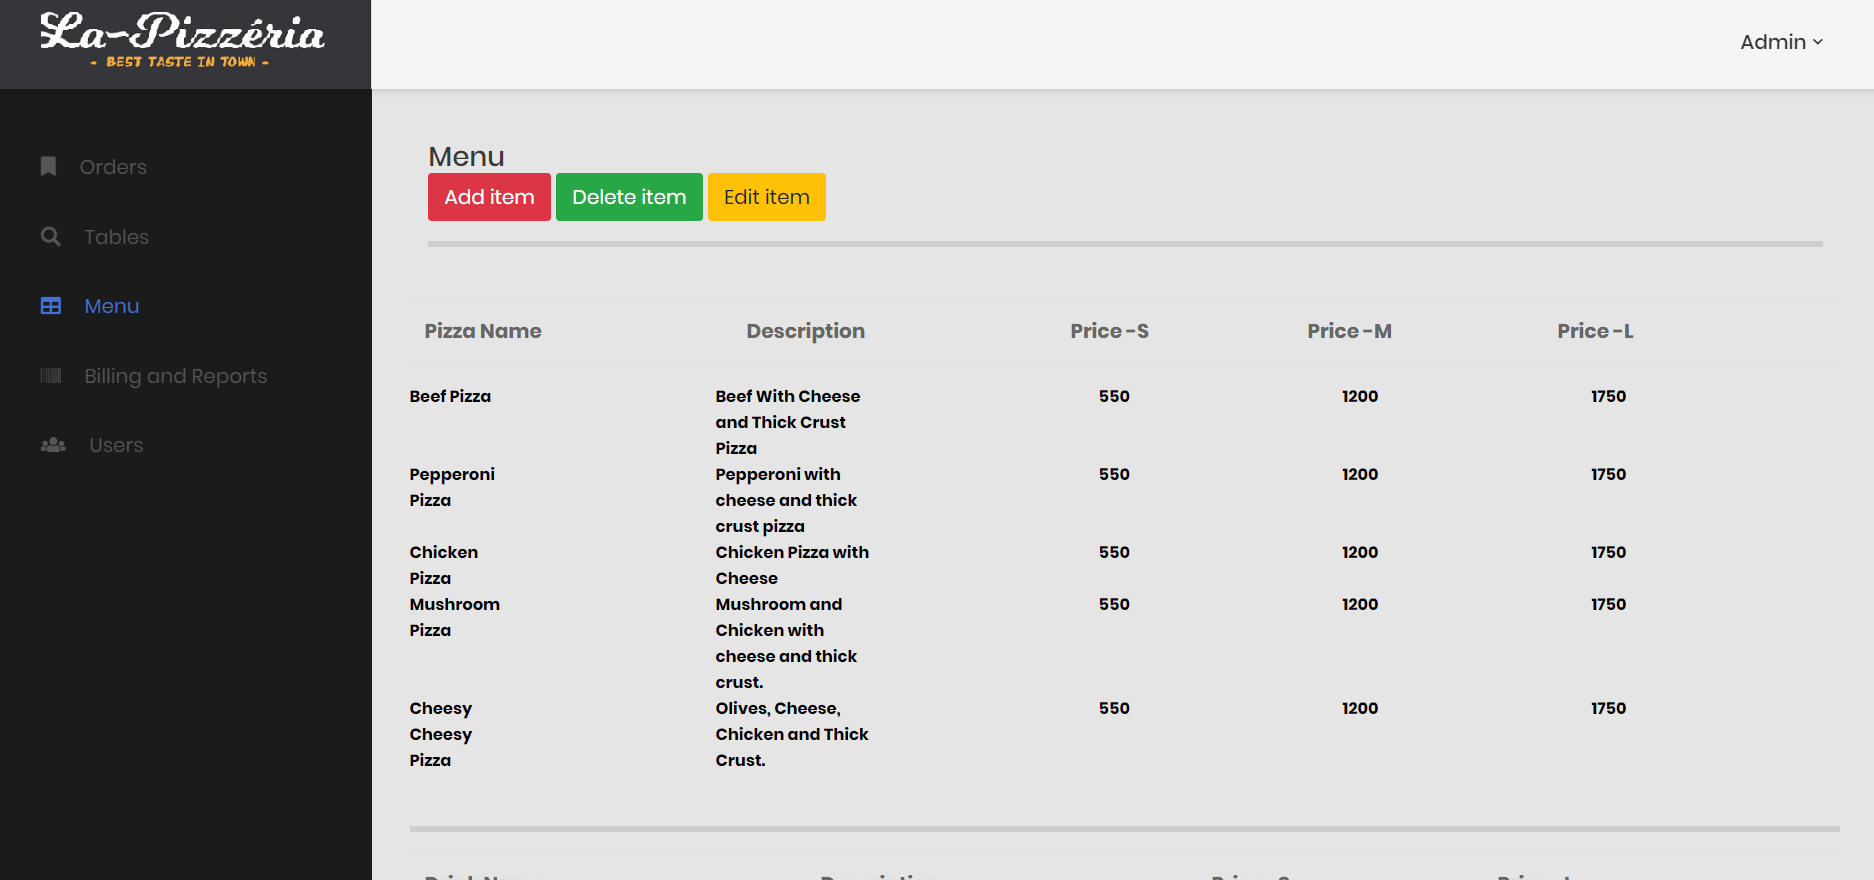 La-Pizzéria
- BEST TASTE IN TOWN -
Admin
Orders
Tables
Menu
Billing and Reports
Users
Menu
Add item Delete item Edit item
Pizza Name Description Price -S Price -M Price -L
Beef Pizza Beef With Cheese 550 1200 1750
and Thick Crust
Pizza
Pepperoni Pepperoni with 550 1200 1750
Pizza cheese and thick
crust pizza
Chicken Chicken Pizza with 550 1200 1750
Pizza Cheese
Mushroom Mushroom and 550 1200 1750
Pizza Chicken with
cheese and thick
crust.
Cheesy Olives, Cheese, 550 1200 1750
Cheesy Chicken and Thick
Pizza Crust.